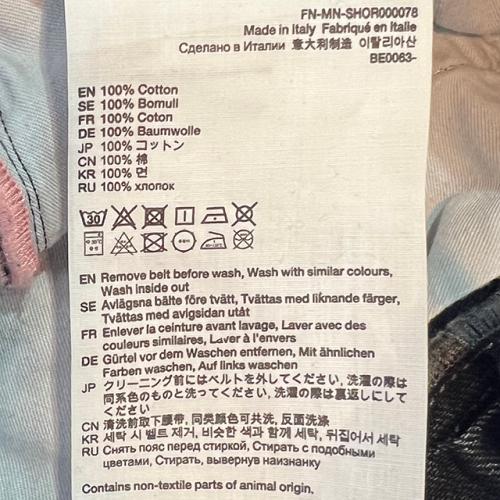 FN-MN-SHOR000078
Made in Italy Fabriqué en Italie
Сделано в Италии 意大利制造 이탈리아산
BE0063-
EN 100% Cotton
SE 100% Bomull
FR 100% Coton
DE 100% Baumwolle
JP 100% コットン
CN 100% 棉
KR 100% 면
RU 100% хлопок
30
EN Remove belt before wash, Wash with similar colours,
Wash inside out
SE Avlägsna bälte före tvätt, Tvättas med liknande färger,
Tvättas med avigsidan utåt
FR Enlever la ceinture avant lavage, Laver avec des
couleurs similaires, Laver à l'envers
DE Gürtel vor dem Waschen entfernen, Mit ähnlichen
Farben waschen, Auf links waschen
JP クリーニング前にはベルトを外してください, 洗濯の際は
同系色のものと洗ってください, 洗濯の際は裏返しにして
ください
CN 清洗前取下腰带, 同类颜色可共洗, 反面洗涤
KR 세탁 시 벨트 제거, 비슷한 색과 함께 세탁, 뒤집어서 세탁
RU Снять пояс перед стиркой, Стирать с подобными
цветами, Стирать, вывернув наизнанку
Contains non-textile parts of animal origin.